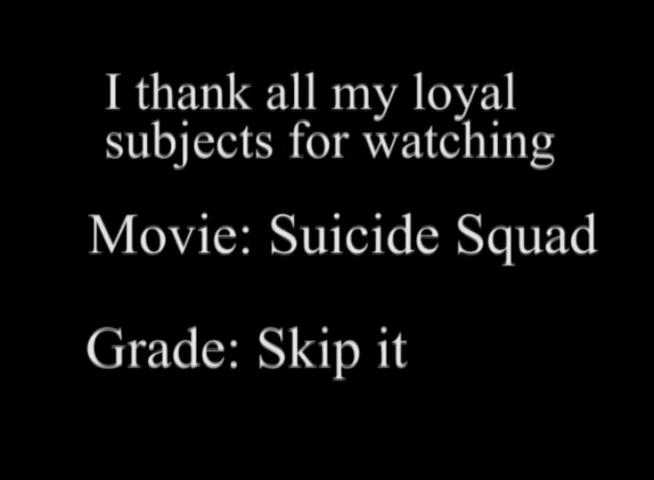 I thank all my loyal
subjects for watching
Movie: Suicide Squad
Grade: Skip it